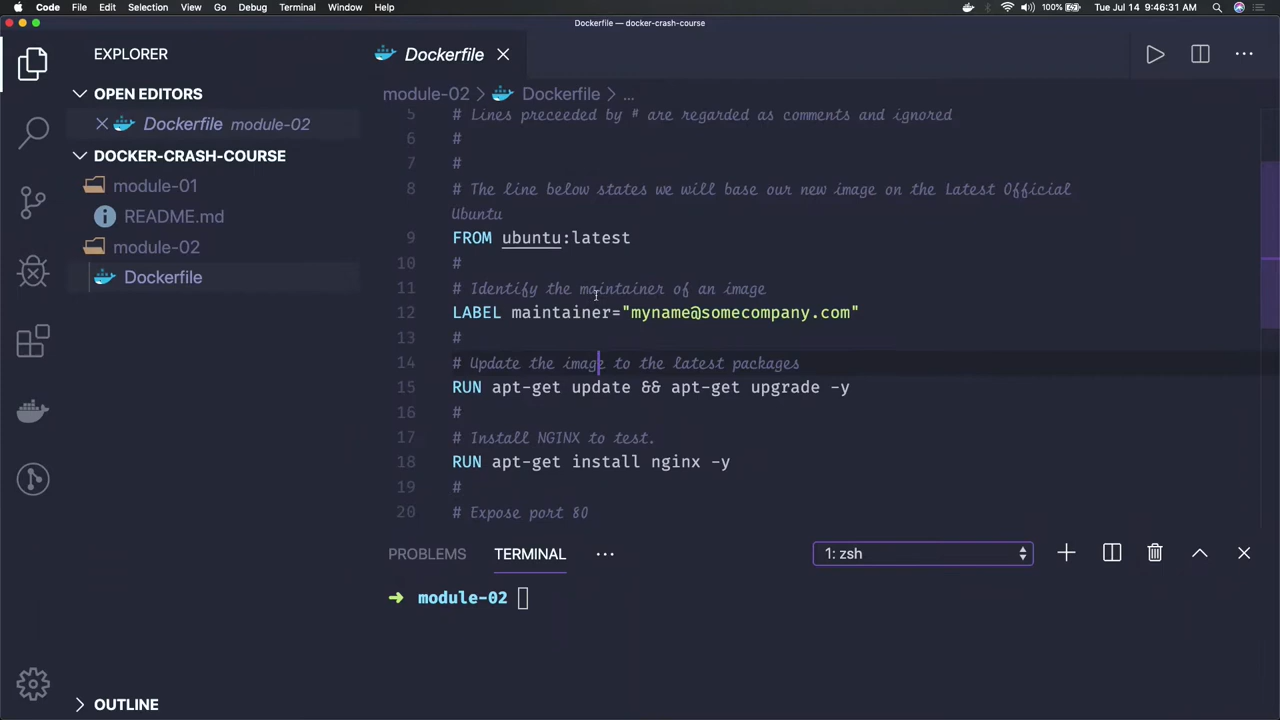 Code File Edit Selection View Go Debug Terminal Window Help 100% Tue Jul 14 9:46:31 AM
Dockerfile — docker-crash-course
EXPLORER
OPEN EDITORS
Dockerfile module-02
DOCKER-CRASH-COURSE
module-01
README.md
module-02
Dockerfile
OUTLINE
Dockerfile
module-02 > Dockerfile > ...
5 # Lines preceeded by # are regarded as comments and ignored
6 #
7 #
8 # The line below states we will base our new image on the Latest Official
Ubuntu
9 FROM ubuntu:latest
10 #
11 # Identify the maintainer of an image
12 LABEL maintainer="myname@somecompany.com"
13 #
14 # Update the image to the latest packages
15 RUN apt-get update && apt-get upgrade -y
16 #
17 # Install NGINX to test.
18 RUN apt-get install nginx -y
19 #
20 # Expose port 80
PROBLEMS TERMINAL ... 1: zsh
➜ module-02